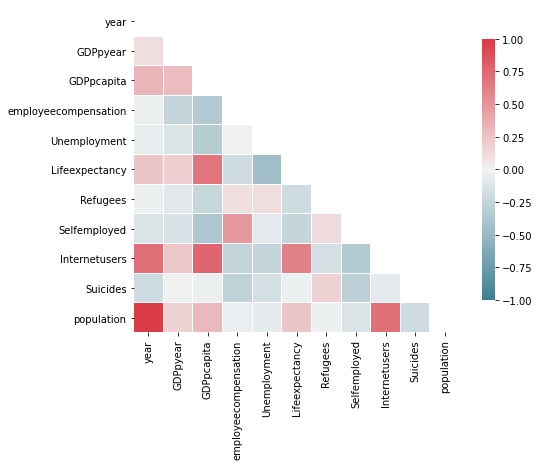 year
GDPpyear
GDPpcapita
employeecompensation
Unemployment
Lifeexpectancy
Refugees
Selfemployed
Internetusers
Suicides
population
year
GDPpyear
GDPpcapita
employeecompensation
Unemployment
Lifeexpectancy
Refugees
Selfemployed
Internetusers
Suicides
population
1.00
0.75
0.50
0.25
0.00
−0.25
−0.50
−0.75
−1.00